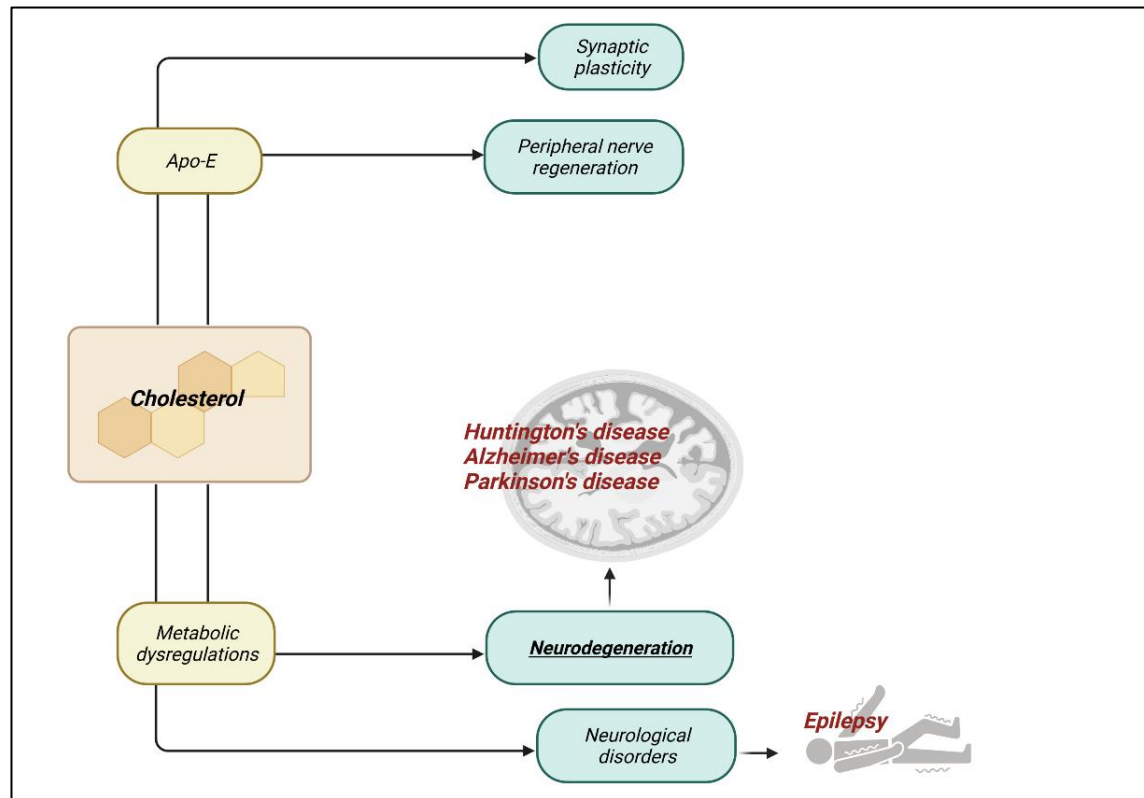 Synaptic
plasticity
Apo-E
Peripheral nerve
regeneration
Cholesterol
Huntington's disease
Alzheimer's disease
Parkinson's disease
Metabolic
dysregulations
Neurodegeneration
Neurological
disorders
Epilepsy